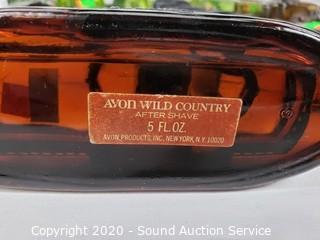 AVON WILD COUNTRY
AFTER SHAVE
5 FL. OZ.
AVON PRODUCTS, INC., NEW YORK, N.Y. 10020
Copyright © 2020 - Sound Auction Service